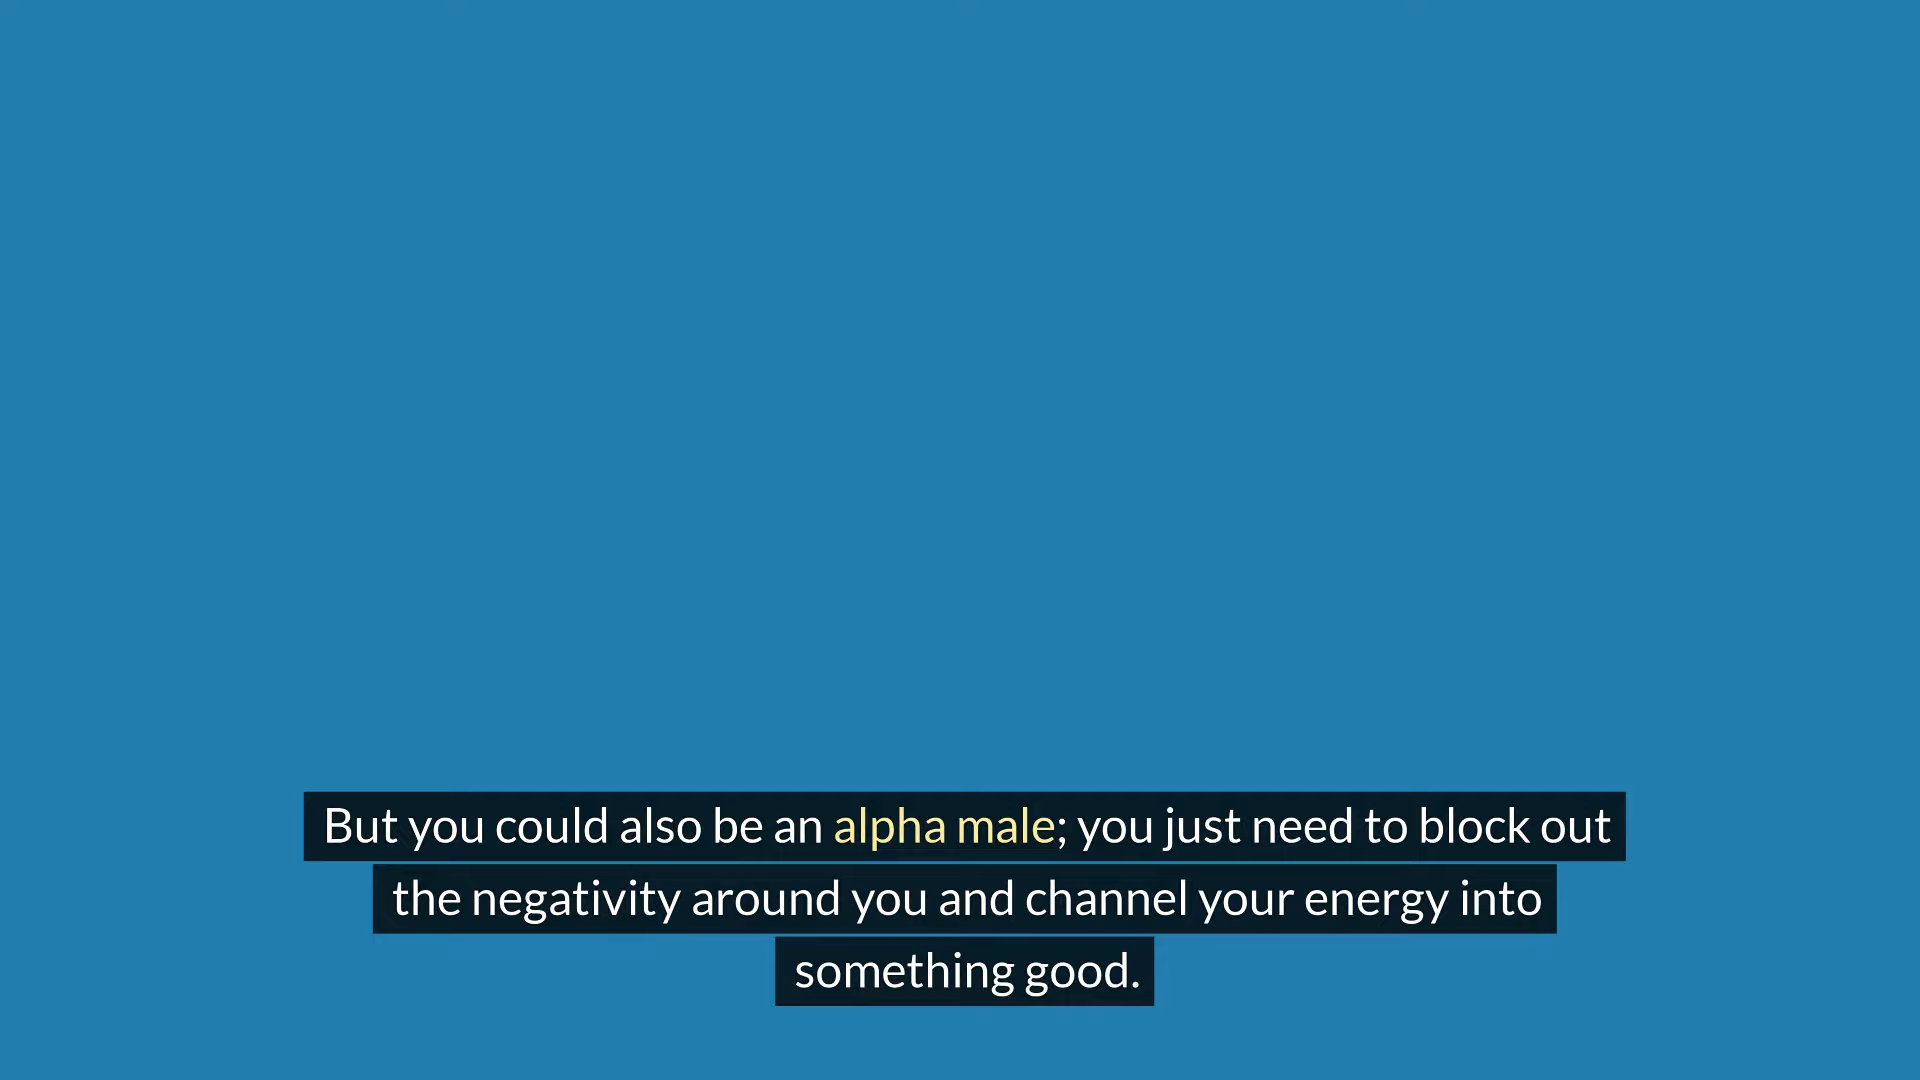 But you could also be an alpha male; you just need to block out
the negativity around you and channel your energy into
something good.